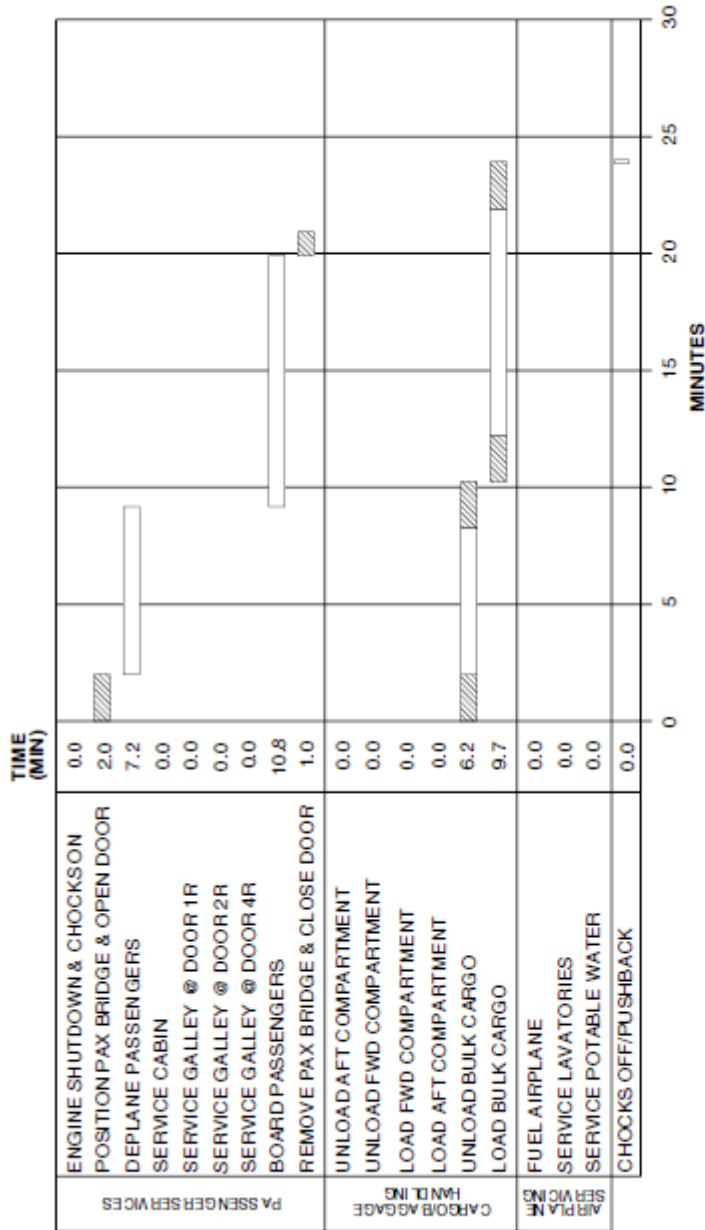 TIME
(MIN)
PASSENGER SERVICES
ENGINE SHUTDOWN & CHOCKS ON 0.0
POSITION PAX BRIDGE & OPEN DOOR 2.0
DEPLANE PASSENGERS 7.2
SERVICE CABIN 0.0
SERVICE GALLEY @ DOOR 1R 0.0
SERVICE GALLEY @ DOOR 2R 0.0
SERVICE GALLEY @ DOOR 4R 0.0
BOARD PASSENGERS 10.8
REMOVE PAX BRIDGE & CLOSE DOOR 1.0
CARGO/BAGGAGE
HANDLING
UNLOAD AFT COMPARTMENT 0.0
UNLOAD FWD COMPARTMENT 0.0
LOAD FWD COMPARTMENT 0.0
LOAD AFT COMPARTMENT 0.0
UNLOAD BULK CARGO 6.2
LOAD BULK CARGO 9.7
AIRPLANE
SERVICING
FUEL AIRPLANE 0.0
SERVICE LAVATORIES 0.0
SERVICE POTABLE WATER 0.0
CHOCKS OFF/PUSHBACK 0.0
0 5 10 15 20 25 30
MINUTES